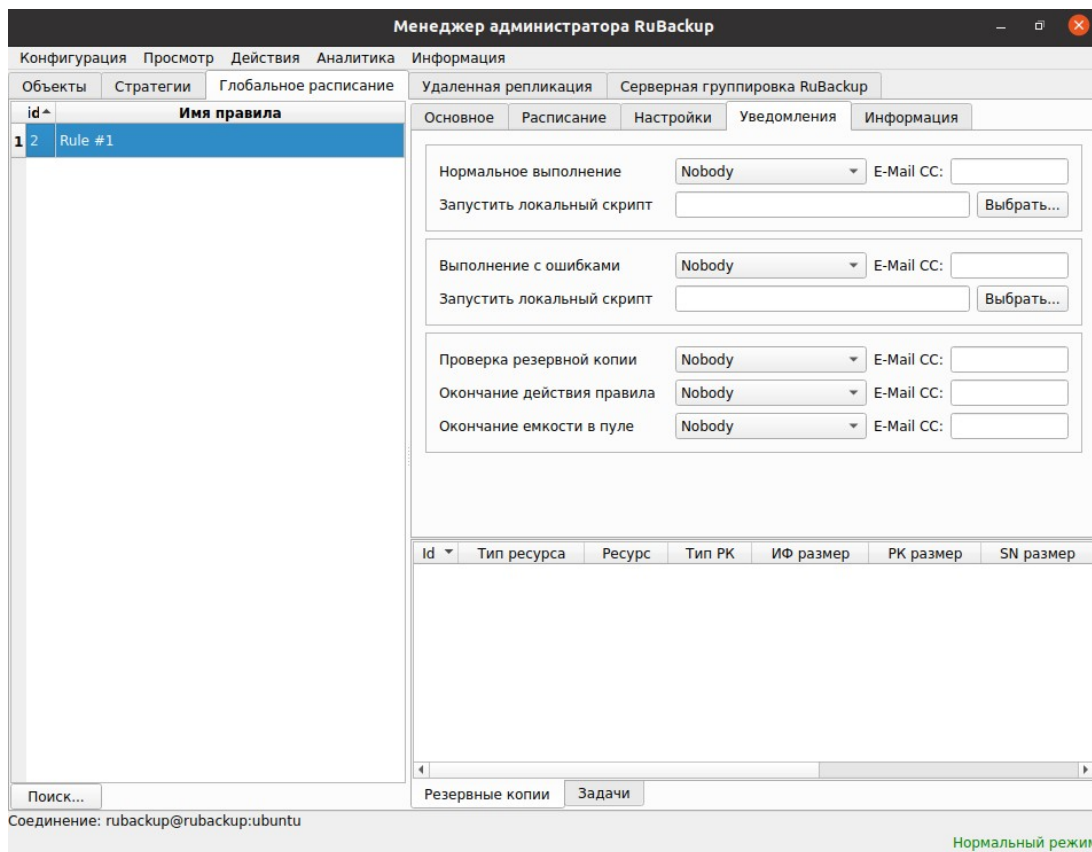 Менеджер администратора RuBackup
Конфигурация Просмотр Действия Аналитика Информация
Объекты Стратегии Глобальное расписание Удаленная репликация Серверная группировка RuBackup
id Имя правила
1 2 Rule #1
Основное Расписание Настройки Уведомления Информация
Нормальное выполнение Nobody E-Mail CC:
Запустить локальный скрипт Выбрать...
Выполнение с ошибками Nobody E-Mail CC:
Запустить локальный скрипт Выбрать...
Проверка резервной копии Nobody E-Mail CC:
Окончание действия правила Nobody E-Mail CC:
Окончание емкости в пуле Nobody E-Mail CC:
Id Тип ресурса Ресурс Тип РК ИФ размер РК размер SN размер
Резервные копии Задачи
Поиск...
Соединение: rubackup@rubackup:ubuntu
Нормальный режим